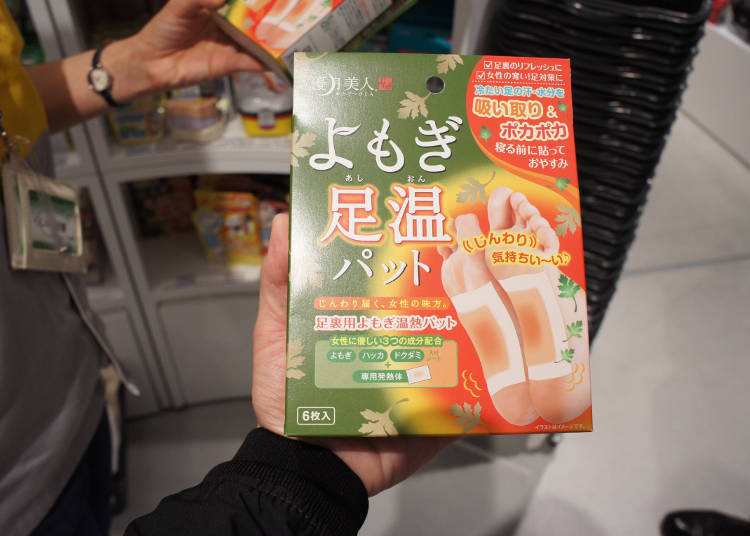 優月美人
☑足裏のリフレッシュに
☑女性の寒い!足対策に
冷たい足の汗・水分を
吸い取り&
ポカポカ
寝る前に貼って
おやすみ
よもぎ
あし おん
足温
パット
じんわり
気持ちい〜い♪
じんわり届く、女性の味方。
足裏用よもぎ温熱パット
女性に優しい3つの成分配合
よもぎ ハッカ ドクダミ
+
専用発熱体
6枚入
イラストはイメージです。